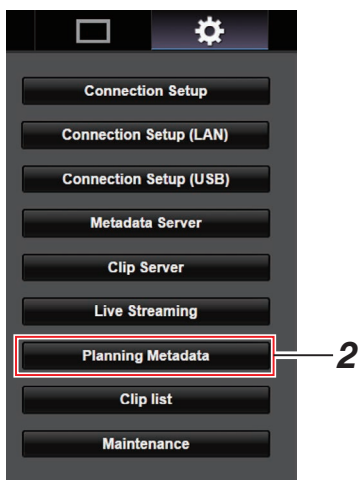 Connection Setup
Connection Setup (LAN)
Connection Setup (USB)
Metadata Server
Clip Server
Live Streaming
Planning Metadata
2
Clip list
Maintenance